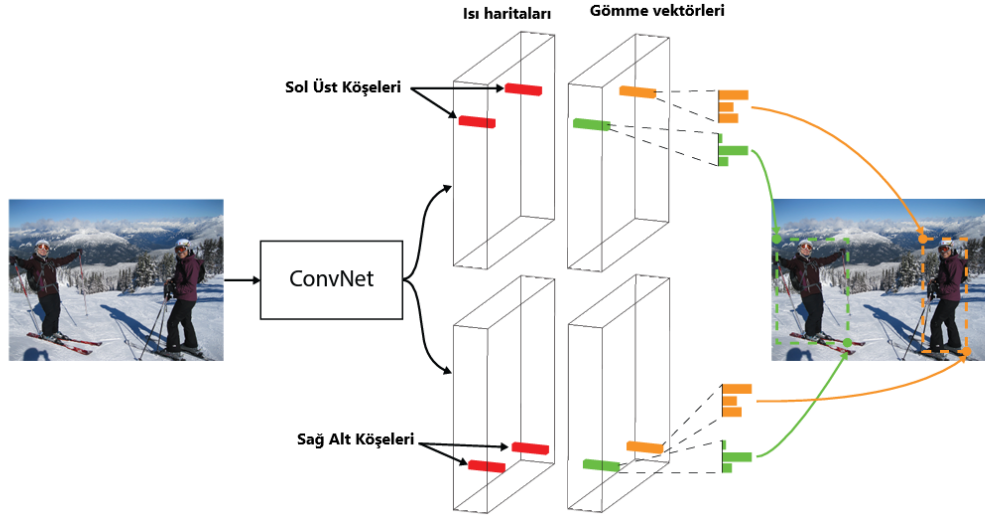 Isı haritaları
Gömme vektörleri
Sol Üst Köşeleri
ConvNet
Sağ Alt Köşeleri